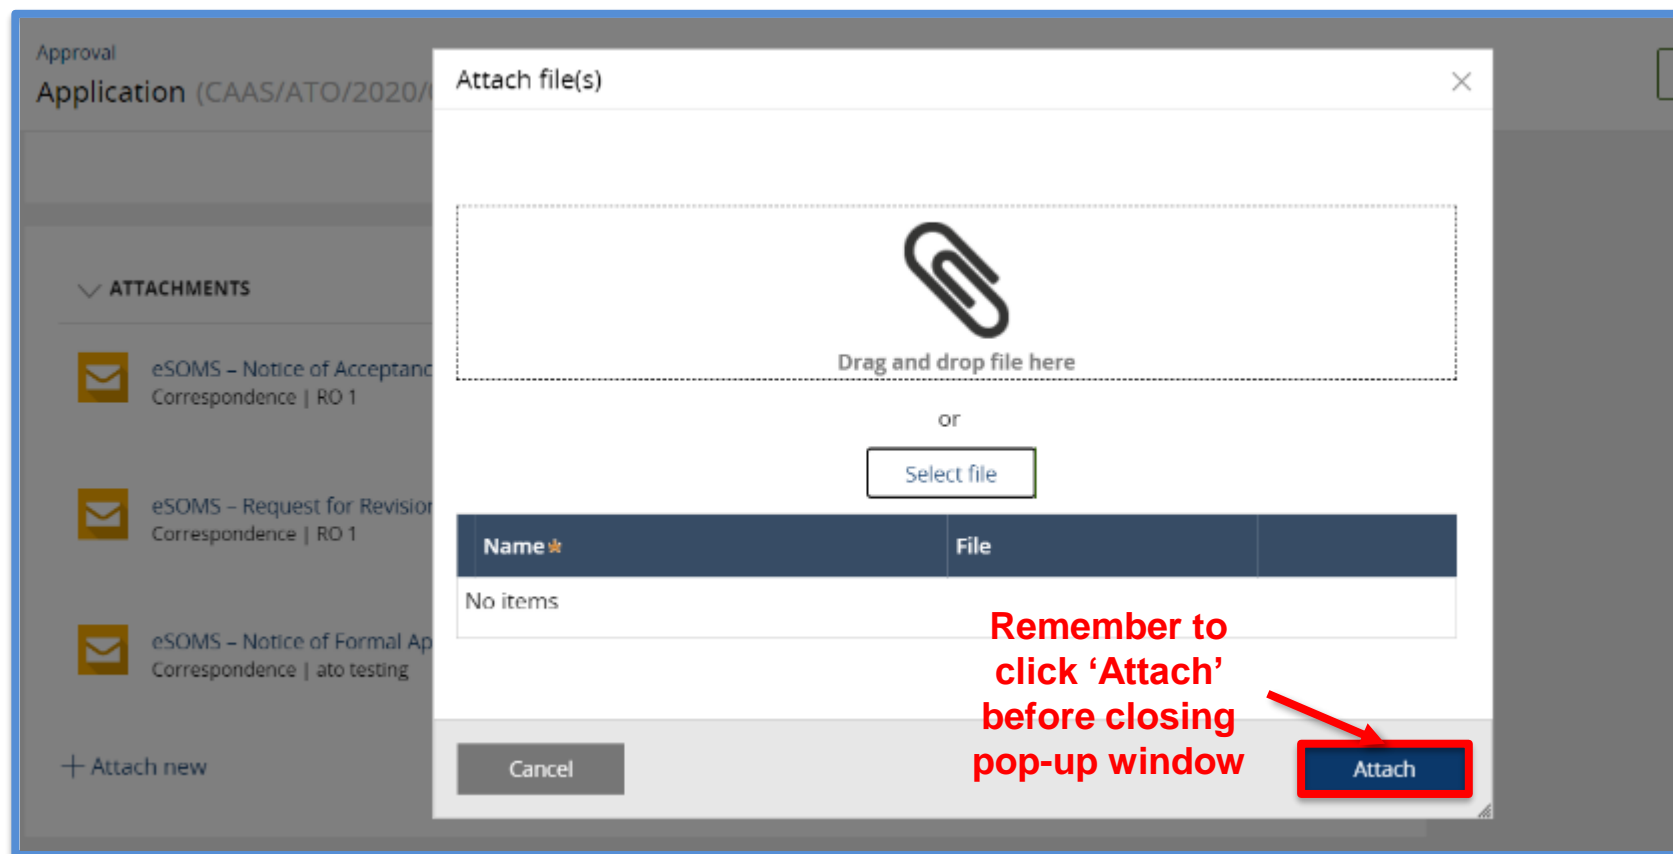 Approval
Application (CAAS/ATO/2020/
Attach file(s)
ATTACHMENTS
eSOMS – Notice of Acceptanc
Correspondence | RO 1
eSOMS – Request for Revision
Correspondence | RO 1
eSOMS – Notice of Formal Ap
Correspondence | ato testing
+ Attach new
Drag and drop file here
or
Select file
Name* File
No items
Remember to
click ‘Attach’
before closing
pop-up window
Cancel
Attach